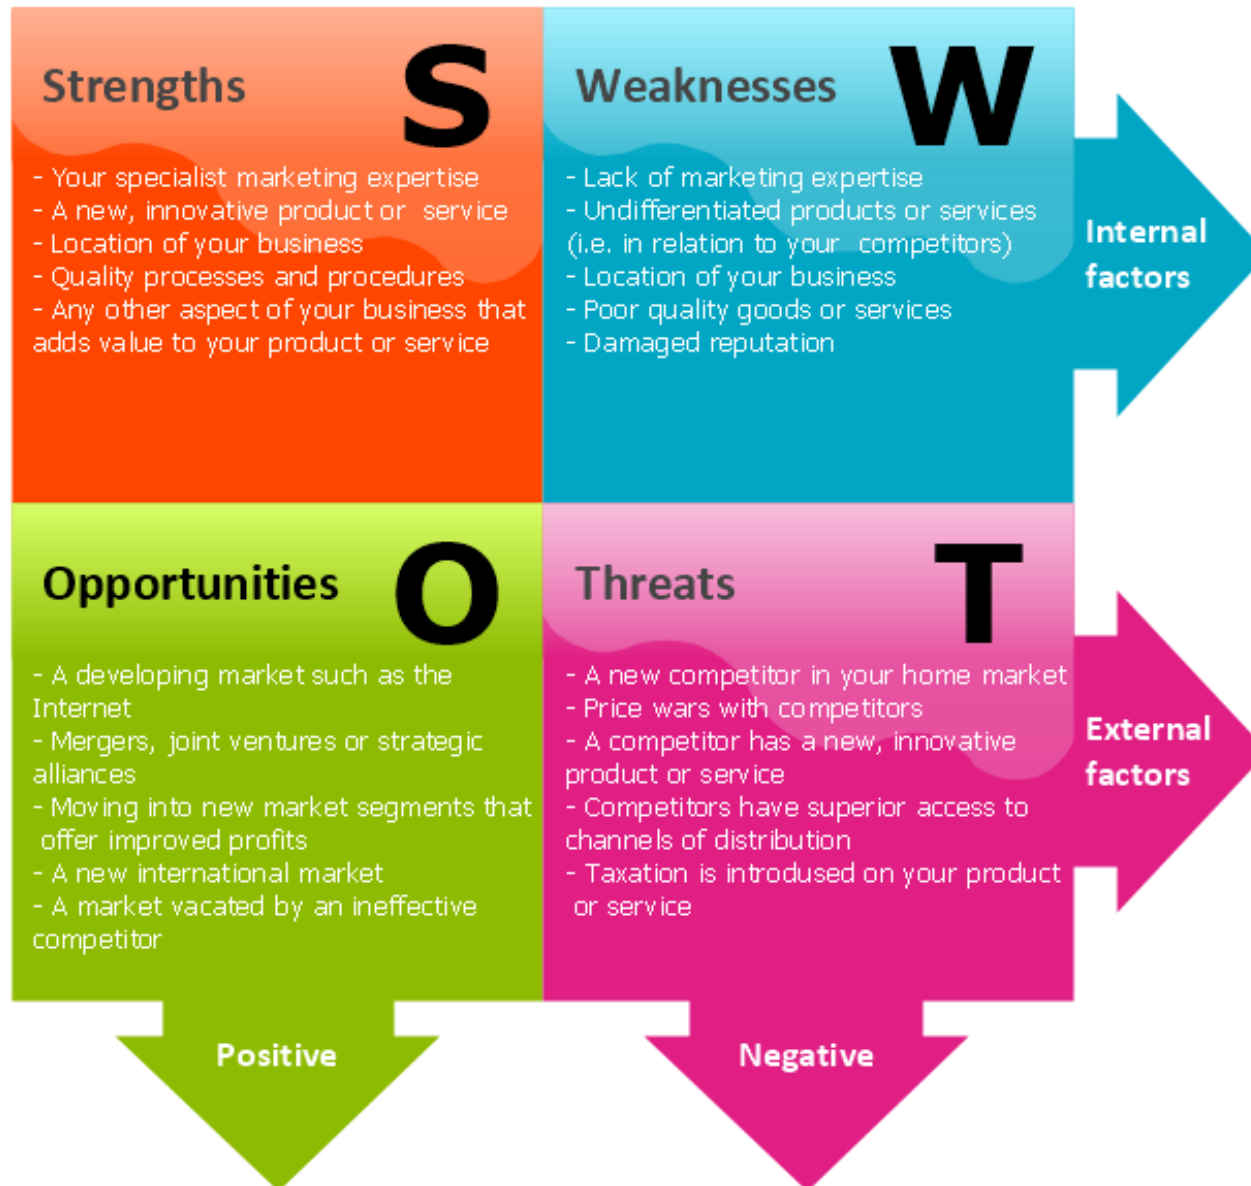 Strengths
S
- Your specialist marketing expertise
- A new, innovative product or  service
- Location of your business
- Quality processes and procedures
- Any other aspect of your business that
adds value to your product or service
Weaknesses
W
- Lack of marketing expertise
- Undifferentiated products or services
(i.e. in relation to your  competitors)
- Location of your business
- Poor quality goods or services
- Damaged reputation
Internal
factors
Opportunities
O
- A developing market such as the
Internet
- Mergers, joint ventures or strategic
alliances
- Moving into new market segments that
offer improved profits
- A new international market
- A market vacated by an ineffective
competitor
Threats
T
- A new competitor in your home market
- Price wars with competitors
- A competitor has a new, innovative
product or service
- Competitors have superior access to
channels of distribution
- Taxation is introdused on your product
or service
External
factors
Positive
Negative